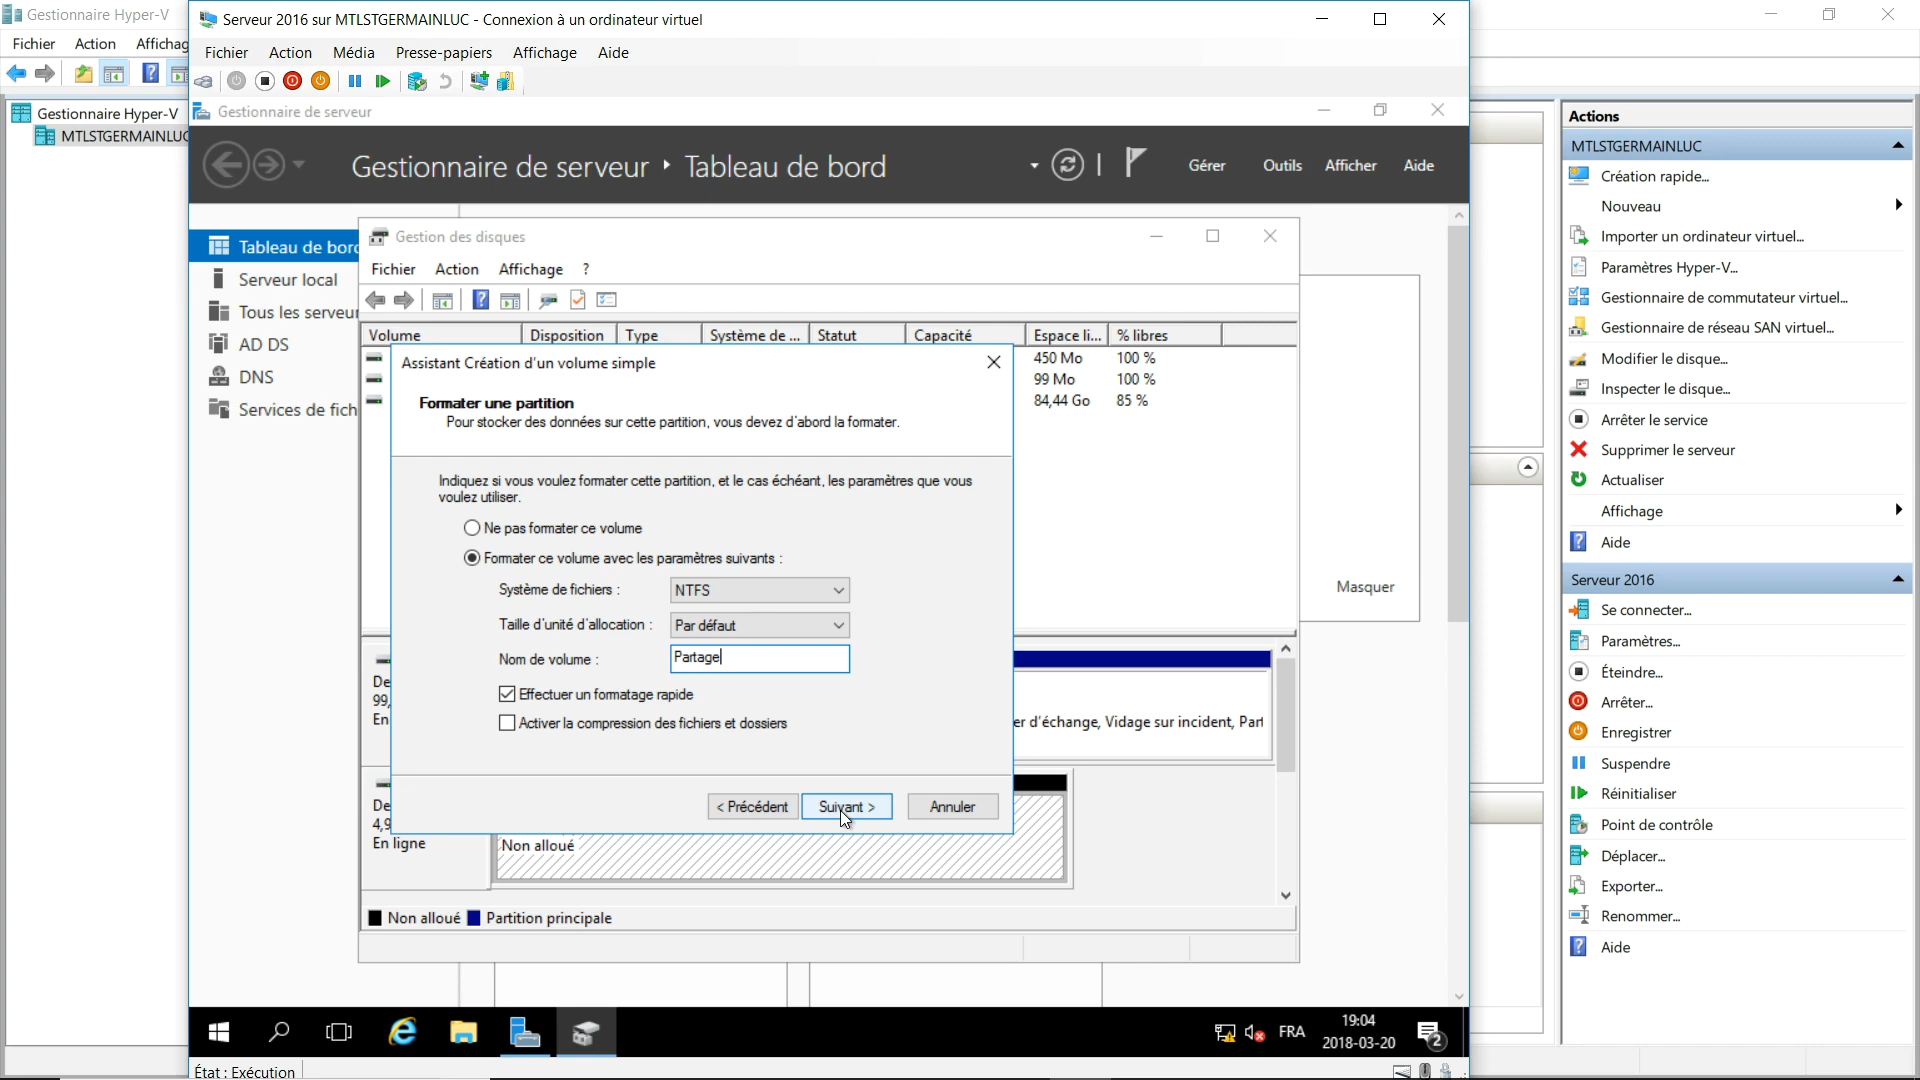 Gestionnaire Hyper-V
Fichier Action Affichag
Gestionnaire Hyper-V
MTLSTGERMAINLUC
Serveur 2016 sur MTLSTGERMAINLUC - Connexion à un ordinateur virtuel
Fichier Action Média Presse-papiers Affichage Aide
Gestionnaire de serveur
Gestionnaire de serveur ‣ Tableau de bord
Gérer Outils Afficher Aide
Tableau de bord
Serveur local
Tous les serveur
AD DS
DNS
Services de fich
Gestion des disques
Fichier Action Affichage ?
Volume Disposition Type Système de ... Statut Capacité Espace li... % libres
450 Mo 100 %
99 Mo 100 %
84,44 Go 85 %
Assistant Création d'un volume simple
Formater une partition
Pour stocker des données sur cette partition, vous devez d'abord la formater.
Indiquez si vous voulez formater cette partition, et le cas échéant, les paramètres que vous
voulez utiliser.
Ne pas formater ce volume
Formater ce volume avec les paramètres suivants :
Système de fichiers : NTFS
Taille d'unité d'allocation : Par défaut
Nom de volume : Partage
Effectuer un formatage rapide
Activer la compression des fichiers et dossiers
< Précédent Suivant > Annuler
Masquer
De
99,
En
er d'échange, Vidage sur incident, Part
De
4,9
En ligne
Non alloué
Non alloué Partition principale
FRA
19:04
2018-03-20
2
État : Exécution
Actions
MTLSTGERMAINLUC
Création rapide...
Nouveau
Importer un ordinateur virtuel...
Paramètres Hyper-V...
Gestionnaire de commutateur virtuel...
Gestionnaire de réseau SAN virtuel...
Modifier le disque...
Inspecter le disque...
Arrêter le service
Supprimer le serveur
Actualiser
Affichage
Aide
Serveur 2016
Se connecter...
Paramètres...
Éteindre...
Arrêter...
Enregistrer
Suspendre
Réinitialiser
Point de contrôle
Déplacer...
Exporter...
Renommer...
Aide